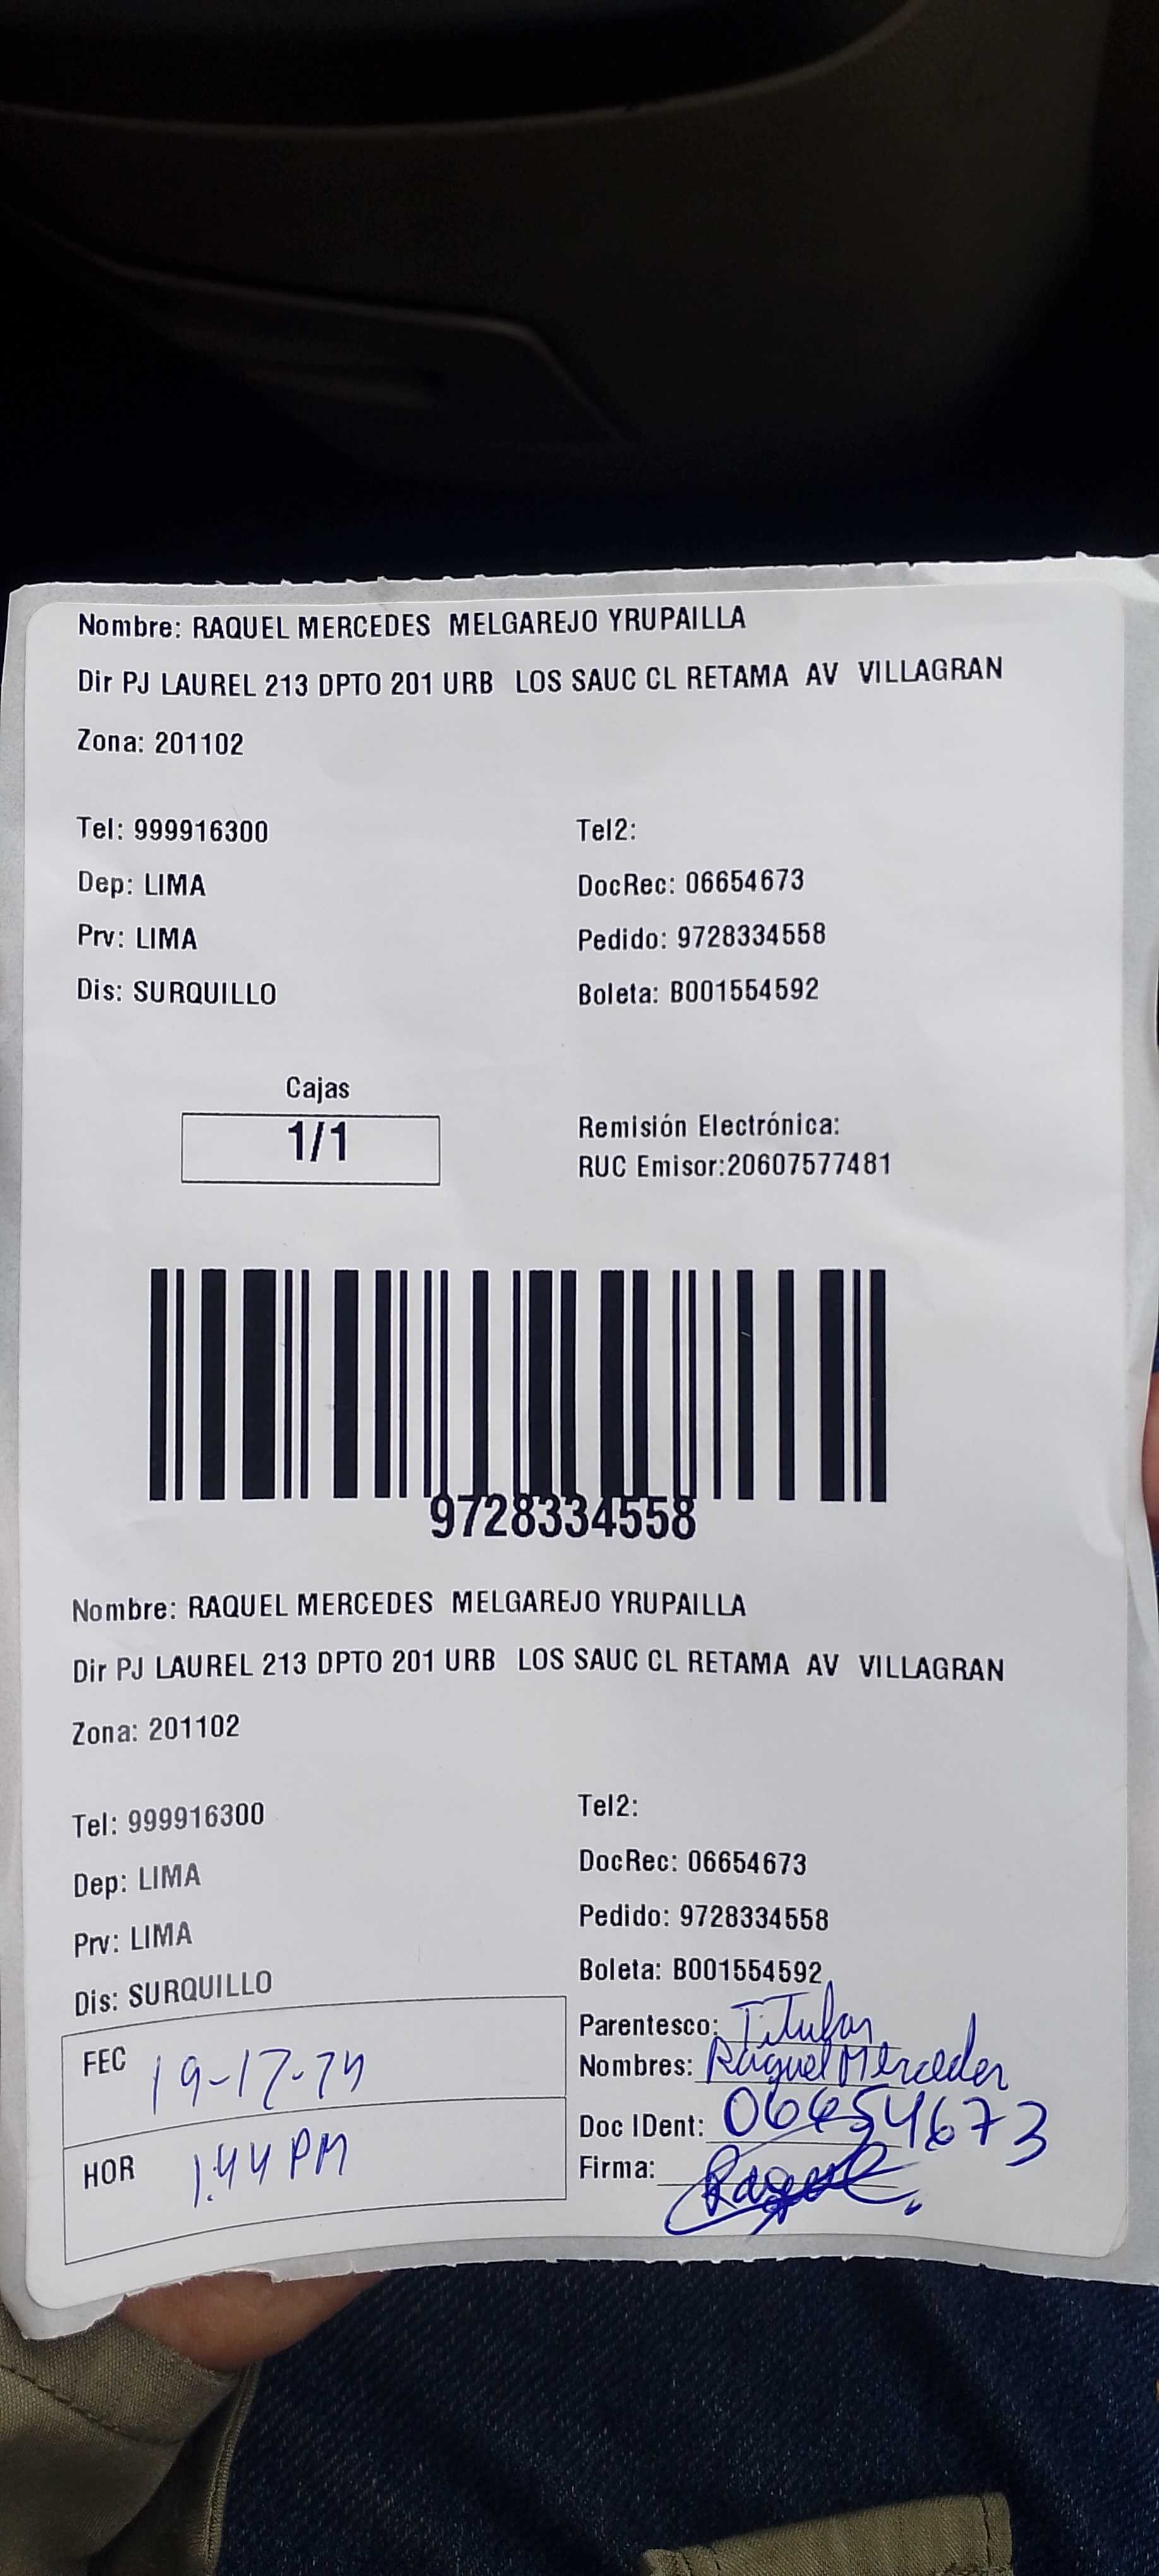 Nombre: RAQUEL MERCEDES MELGAREJO YRUPAILLA
Dir PJ LAUREL 213 DPTO 201 URB LOS SAUC CL RETAMA AV VILLAGRAN
Zona: 201102
Tel: 999916300 Tel2:
Dep: LIMA DocRec: 06654673
Prv: LIMA Pedido: 9728334558
Dis: SURQUILLO Boleta: B001554592
Cajas
1/1
Remisión Electrónica:
RUC Emisor:20607577481
9728334558
Nombre: RAQUEL MERCEDES MELGAREJO YRUPAILLA
Dir PJ LAUREL 213 DPTO 201 URB LOS SAUC CL RETAMA AV VILLAGRAN
Zona: 201102
Tel: 999916300 Tel2:
Dep: LIMA DocRec: 06654673
Prv: LIMA Pedido: 9728334558
Dis: SURQUILLO Boleta: B001554592
Parentesco: Titular
FEC Nombres: Raquel Mercedes
Doc IDent: 06654673
HOR 1:44 PM Firma: Raquel